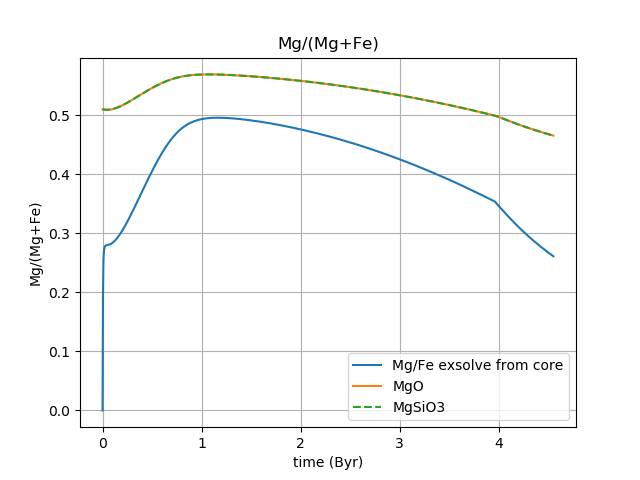 Mg/(Mg+Fe)
Mg/(Mg+Fe)
0.5
0.4
0.3
0.2
0.1
0.0
Mg/Fe exsolve from core
MgO
MgSiO3
0 1 2 3 4
time (Byr)